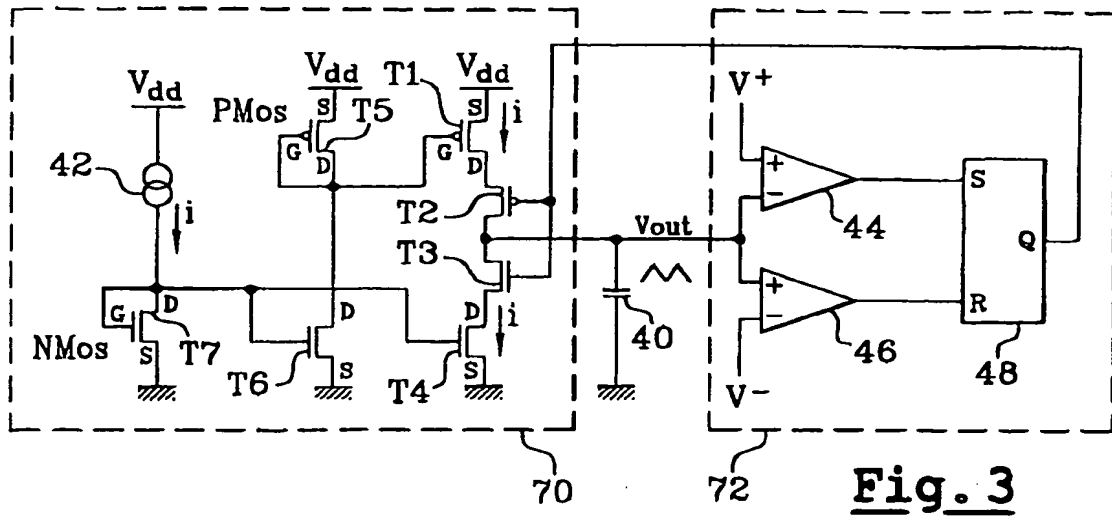 Vdd
PMos
S
G
D
T5
T1
Vdd
S
G
D
i
Vdd
42
i
T2
T3
Vout
40
V+
+
-
44
S
Q
R
48
+
-
46
V-
G
D
S
NMos
T7
D
S
T6
D
i
S
T4
70
72
Fig. 3